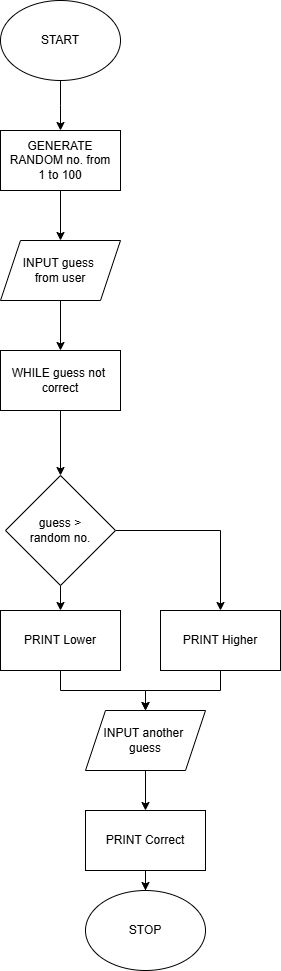 START
GENERATE
RANDOM no. from
1 to 100
INPUT guess
from user
WHILE guess not
correct
guess >
random no.
PRINT Lower
PRINT Higher
INPUT another
guess
PRINT Correct
STOP